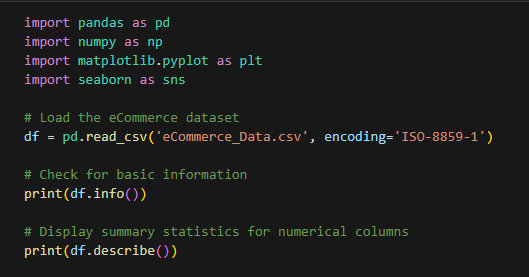 import pandas as pd
import numpy as np
import matplotlib.pyplot as plt
import seaborn as sns
# Load the eCommerce dataset
df = pd.read_csv('eCommerce_Data.csv', encoding='ISO-8859-1')
# Check for basic information
print(df.info())
# Display summary statistics for numerical columns
print(df.describe())